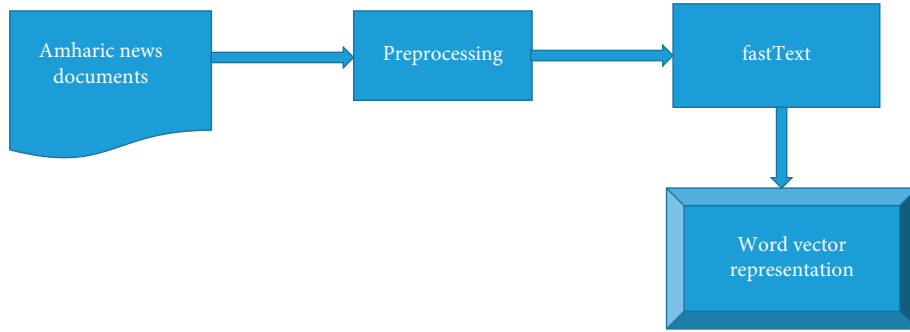 Amharic news
documents
Preprocessing
fastText
Word vector
representation